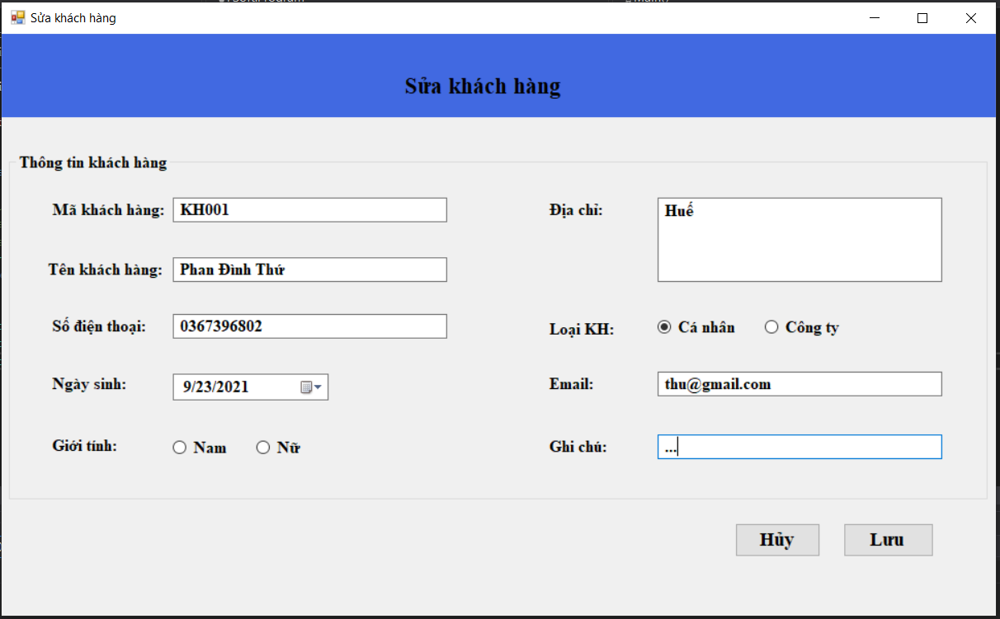 Sửa khách hàng
Sửa khách hàng
Thông tin khách hàng
Mã khách hàng: KH001
Tên khách hàng: Phan Đình Thứ
Số điện thoại: 0367396802
Ngày sinh: 9/23/2021
Giới tính: Nam Nữ
Địa chỉ: Huế
Loại KH: Cá nhân Công ty
Email: thu@gmail.com
Ghi chú: ...
Hủy Lưu